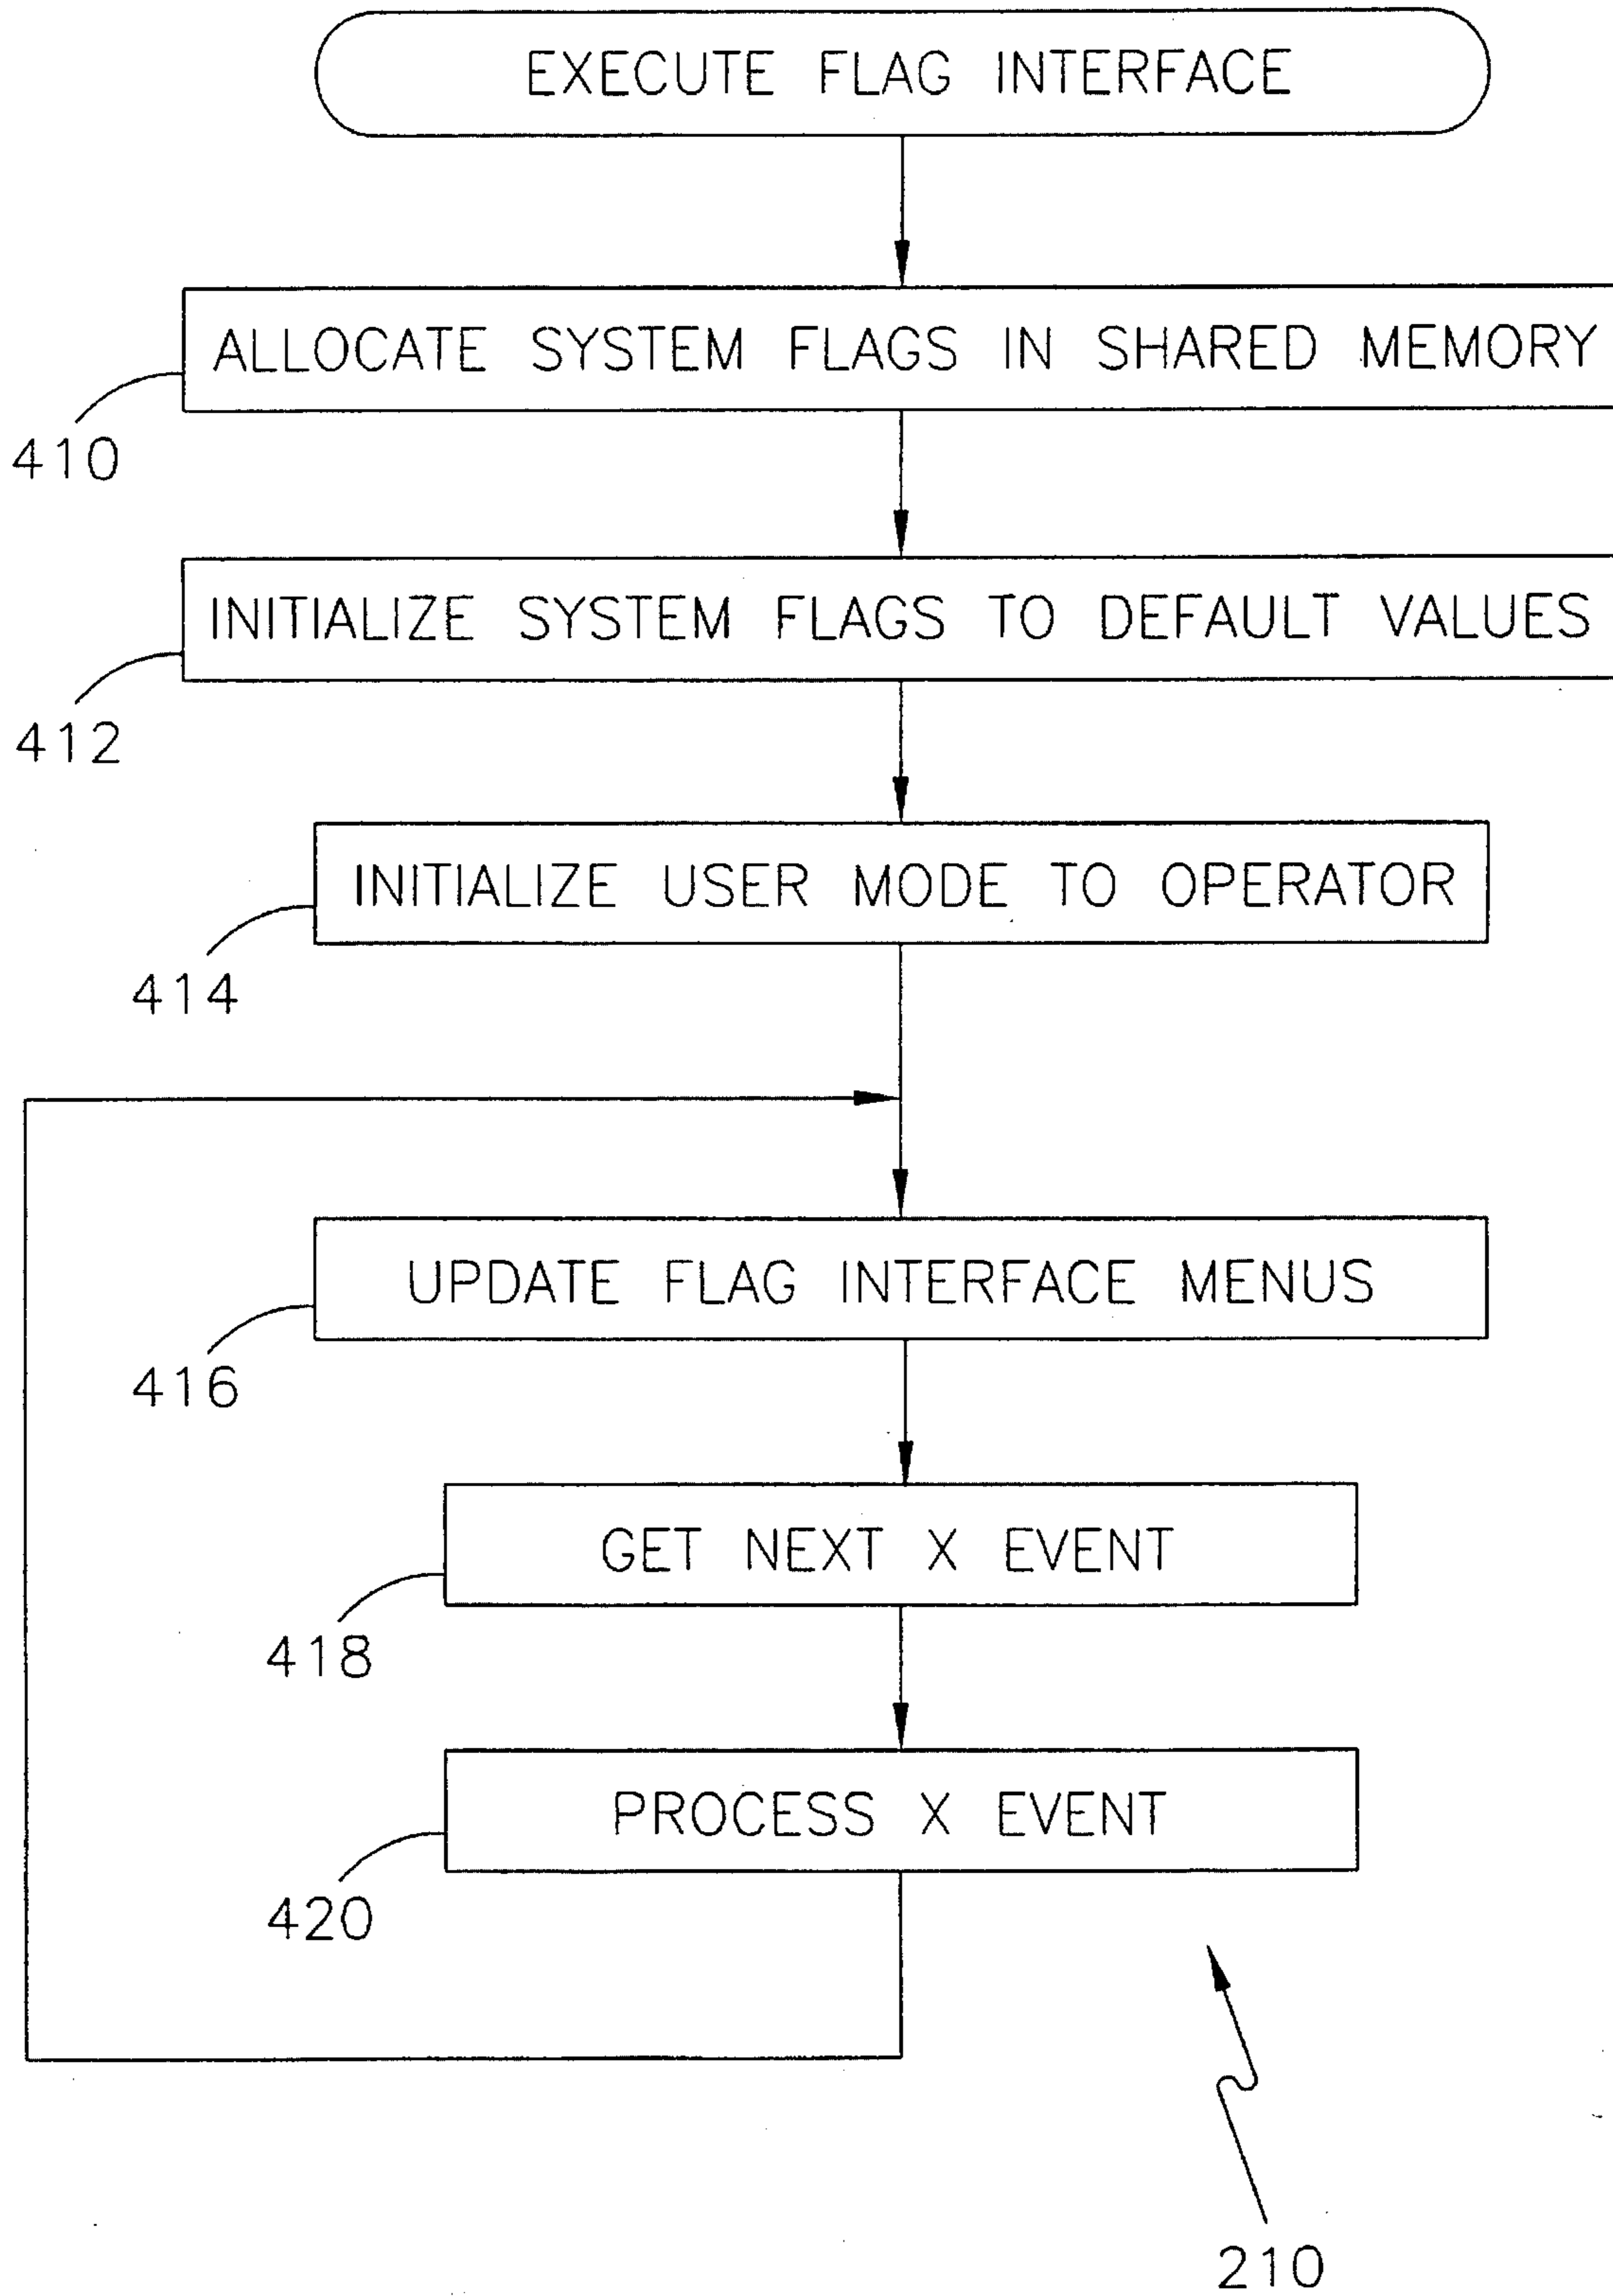 EXECUTE FLAG INTERFACE
ALLOCATE SYSTEM FLAGS IN SHARED MEMORY
410
INITIALIZE SYSTEM FLAGS TO DEFAULT VALUES
412
INITIALIZE USER MODE TO OPERATOR
414
UPDATE FLAG INTERFACE MENUS
416
GET NEXT X EVENT
418
PROCESS X EVENT
420
210